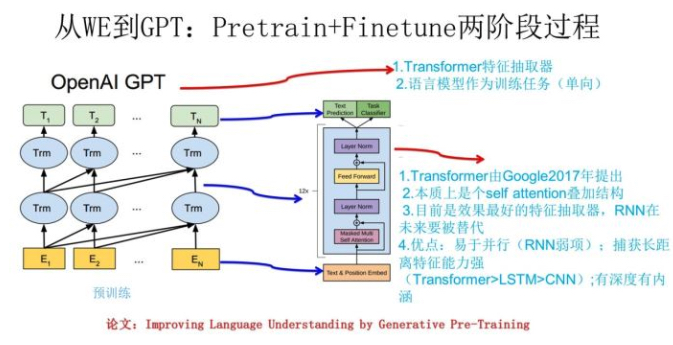 从WE到GPT：Pretrain+Finetune两阶段过程
OpenAI GPT
1.Transformer特征抽取器
2.语言模型作为训练任务（单向）
T1 T2 ... TN
Trm Trm ... Trm
Trm Trm ... Trm
E1 E2 ... EN
预训练
Text Prediction
Task Classifier
Layer Norm
Feed Forward
12x
Layer Norm
Masked Multi Self Attention
Text & Position Embed
1.Transformer由Google2017年提出
2.本质上是个self attention叠加结构
3.目前是效果最好的特征抽取器，RNN在
未来要被替代
4.优点：易于并行（RNN弱项）；捕获长距
离特征能力强
（Transformer>LSTM>CNN）;有深度有内
涵
论文：Improving Language Understanding by Generative Pre-Training